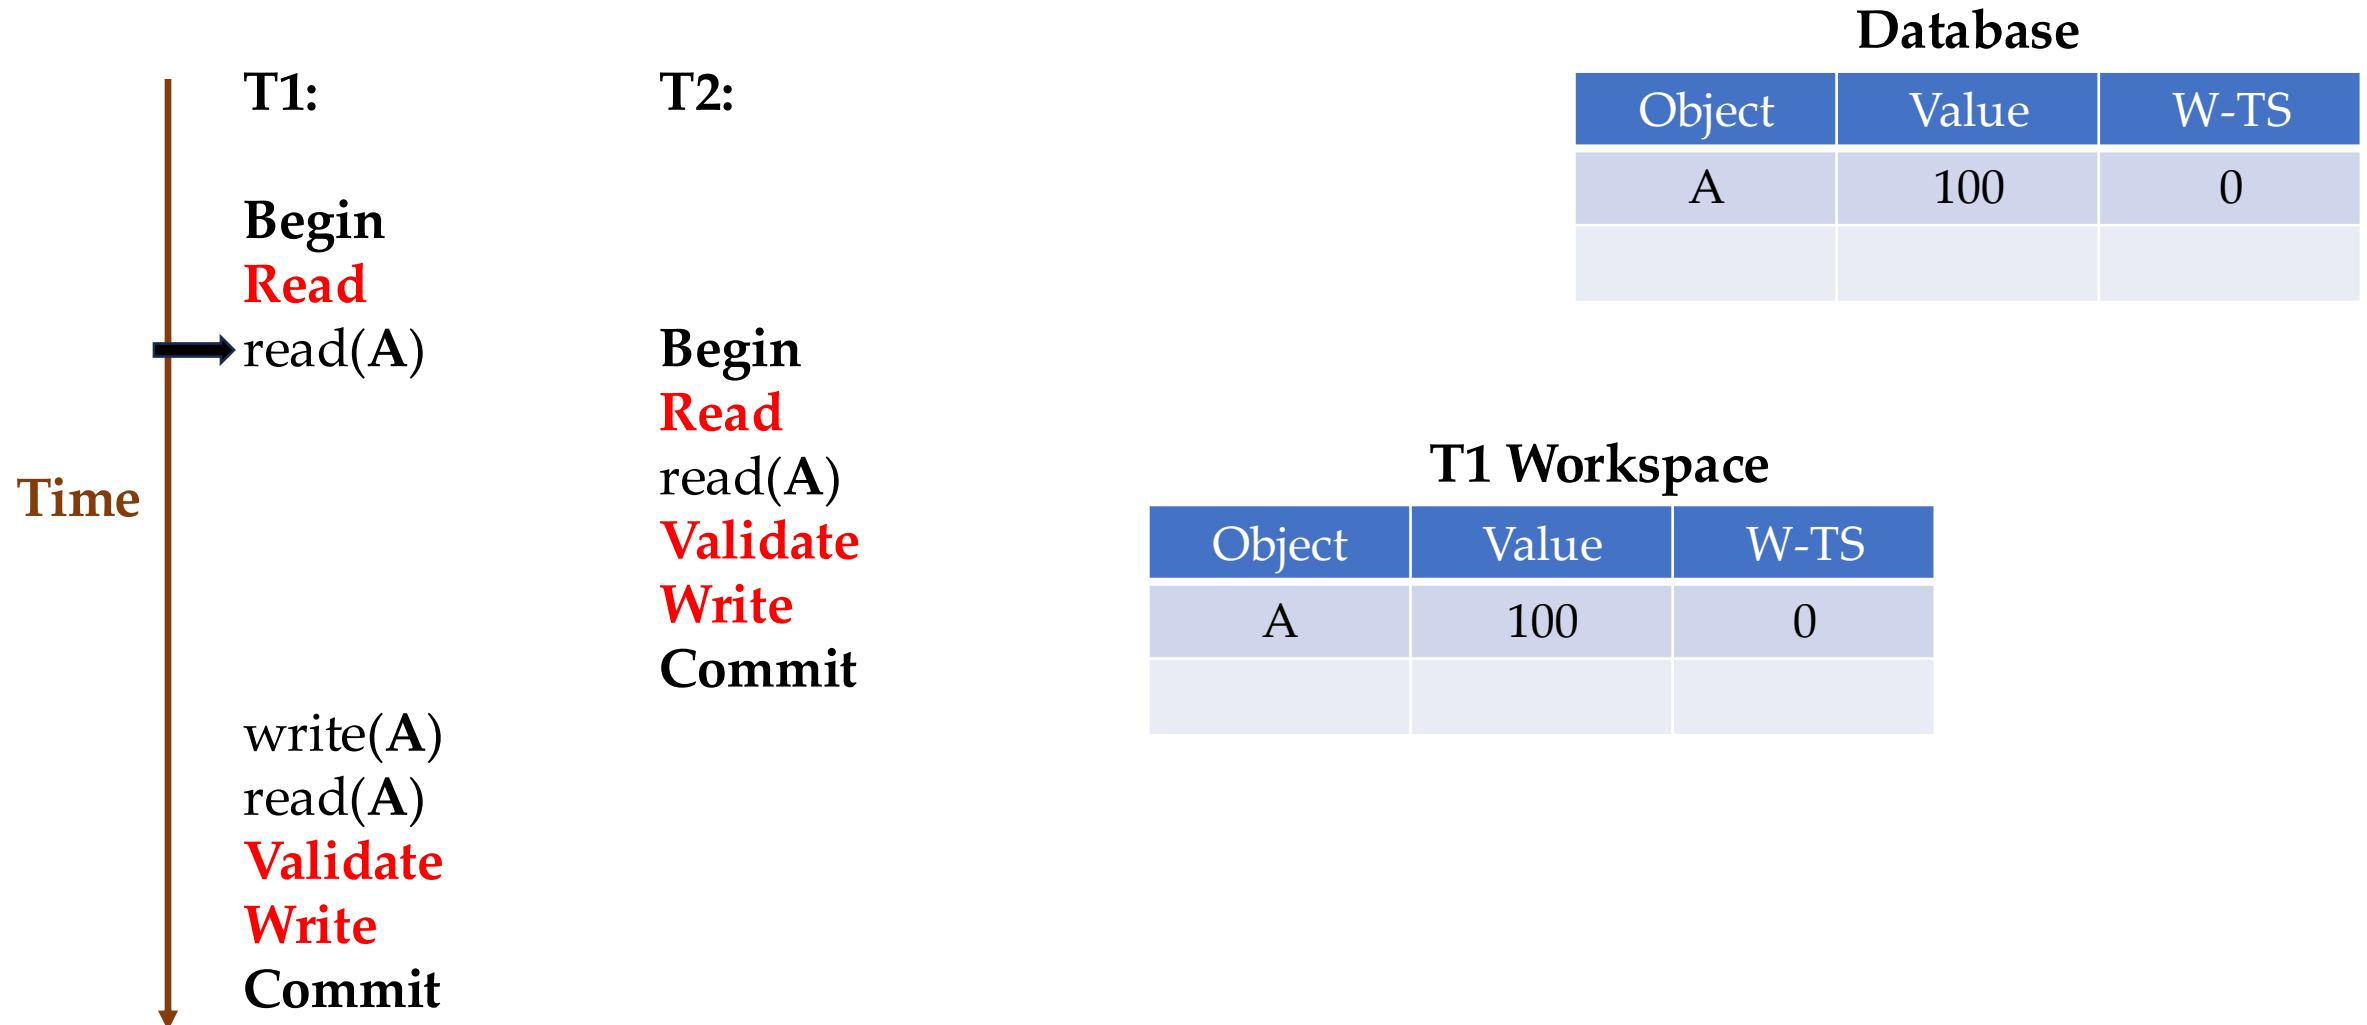 Database
T1: T2:
Object Value W-TS
A 100 0
Begin
Read
read(A) Begin
Read
T1 Workspace
read(A)
Time
Validate
Object Value W-TS
Write
A 100 0
Commit
write(A)
read(A)
Validate
Write
Commit